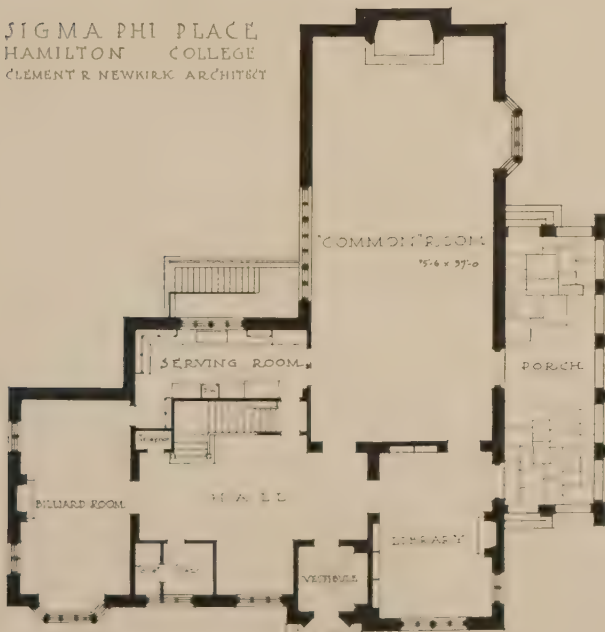 SIGMA PHI PLACE
HAMILTON COLLEGE
CLEMENT R NEWKIRK ARCHITECT
"COMMON" ROOM
SERVING ROOM
PORCH
BILLIARD ROOM
HALL
LIBRARY
VESTIBULE